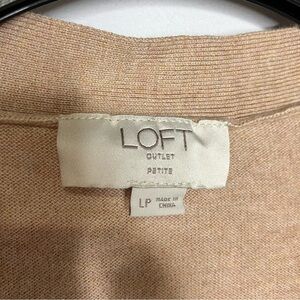 LOFT
OUTLET
PETITE
LP MADE IN
CHINA